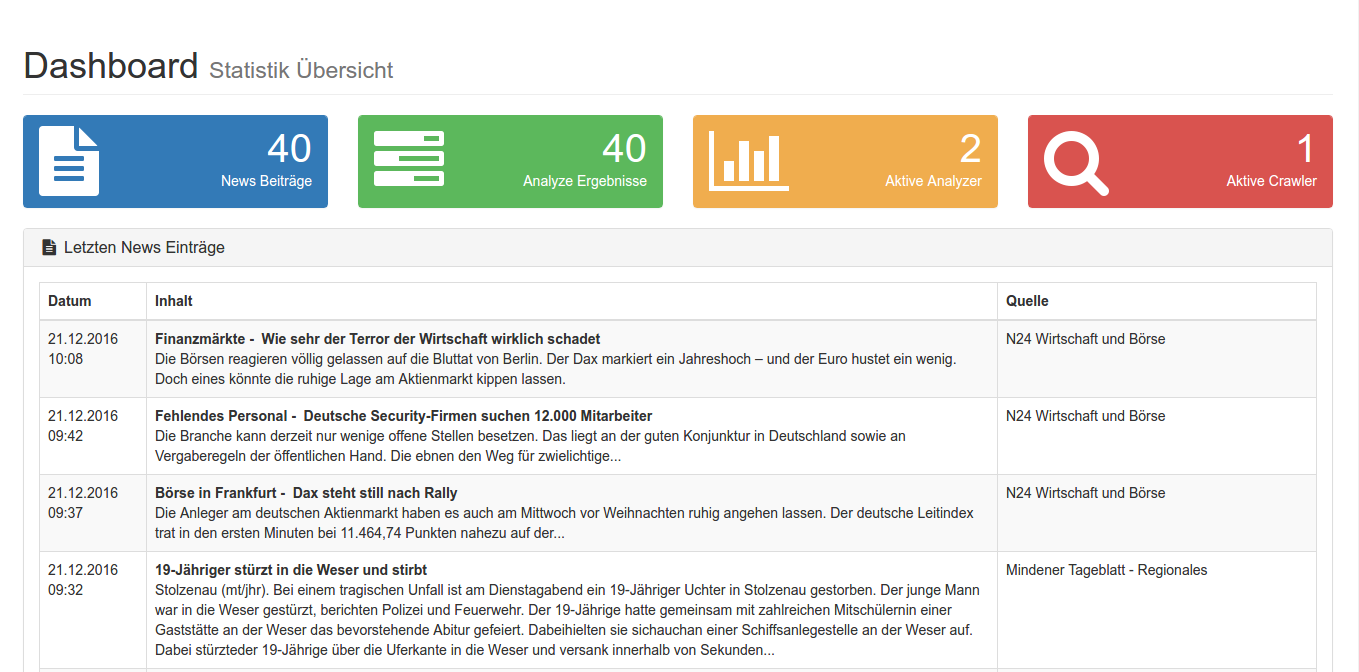 Dashboard Statistik Übersicht
40
News Beiträge
40
Analyze Ergebnisse
2
Aktive Analyzer
1
Aktive Crawler
Letzten News Einträge
Datum Inhalt Quelle
21.12.2016 Finanzmärkte - Wie sehr der Terror der Wirtschaft wirklich schadet N24 Wirtschaft und Börse
10:08 Die Börsen reagieren völlig gelassen auf die Bluttat von Berlin. Der Dax markiert ein Jahreshoch – und der Euro hustet ein wenig.
Doch eines könnte die ruhige Lage am Aktienmarkt kippen lassen.
21.12.2016 Fehlendes Personal - Deutsche Security-Firmen suchen 12.000 Mitarbeiter N24 Wirtschaft und Börse
09:42 Die Branche kann derzeit nur wenige offene Stellen besetzen. Das liegt an der guten Konjunktur in Deutschland sowie an
Vergaberegeln der öffentlichen Hand. Die ebnen den Weg für zwielichtige...
21.12.2016 Börse in Frankfurt - Dax steht still nach Rally N24 Wirtschaft und Börse
09:37 Die Anleger am deutschen Aktienmarkt haben es auch am Mittwoch vor Weihnachten ruhig angehen lassen. Der deutsche Leitindex
trat in den ersten Minuten bei 11.464,74 Punkten nahezu auf der...
21.12.2016 19-Jähriger stürzt in die Weser und stirbt Mindener Tageblatt - Regionales
09:32 Stolzenau (mt/jhr). Bei einem tragischen Unfall ist am Dienstagabend ein 19-Jähriger Uchter in Stolzenau gestorben. Der junge Mann
war in die Weser gestürzt, berichten Polizei und Feuerwehr. Der 19-Jährige hatte gemeinsam mit zahlreichen Mitschülernin einer
Gaststätte an der Weser das bevorstehende Abitur gefeiert. Dabeihielten sie sichauchan einer Schiffsanlegestelle an der Weser auf.
Dabei stürzteder 19-Jährige über die Uferkante in die Weser und versank innerhalb von Sekunden...